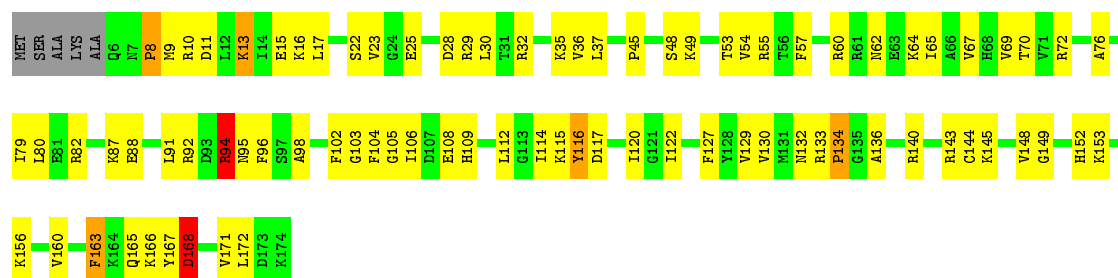 MET SER ALA LYS ALA Q6 N7 P8 M9 R10 D11 L12 K13 I14 E15 K16 L17 S22 V23 G24 E25 D28 R29 L30 T31 R32 K35 V36 L37 P45 S48 K49 T53 V54 R55 T56 F57 R60 R61 N62 E63 K64 I65 A66 V67 H68 V69 T70 V71 R72 A76
I79 L80 E81 R82 K87 E88 L91 R92 D93 R94 N95 F96 S97 A98 F102 G103 F104 G105 I106 D107 E108 H109 L112 G113 I114 K115 Y116 D117 I120 G121 I122 F127 Y128 V129 V130 M131 N132 R133 P134 G135 A136 R140 R143 C144 K145 V148 G149 H152 K153
K156 V160 F163 K164 Q165 K166 Y167 D168 V171 L172 D173 K174